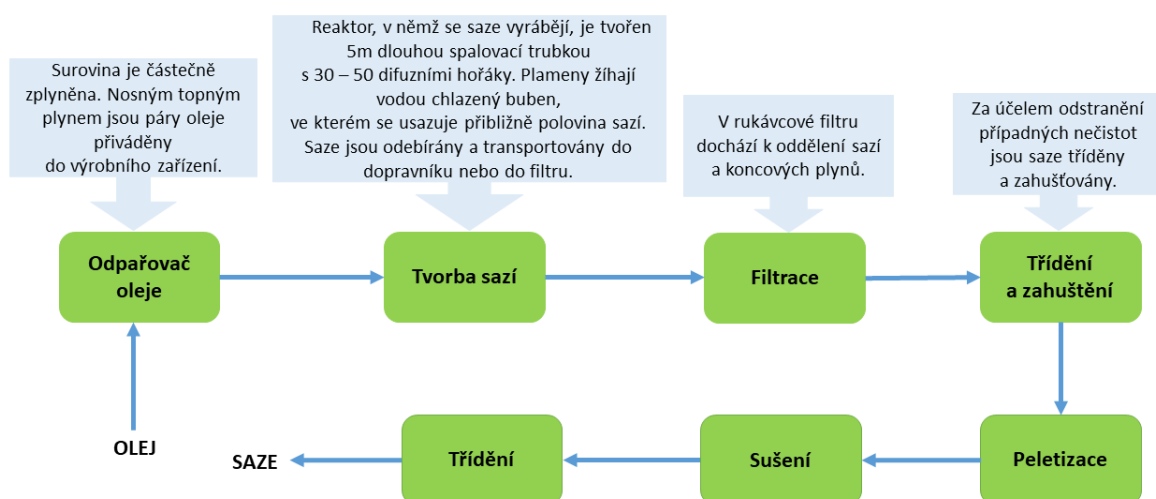 Surovina je částečně
zplyněna. Nosným topným
plynem jsou páry oleje
přiváděny
do výrobního zařízení.
Reaktor, v němž se saze vyrábějí, je tvořen
5m dlouhou spalovací trubkou
s 30 – 50 difuzními hořáky. Plameny žíhají
vodou chlazený buben,
ve kterém se usazuje přibližně polovina sazí.
Saze jsou odebírány a transportovány do
dopravníku nebo do filtru.
V rukávcové filtru
dochází k oddělení sazí
a koncových plynů.
Za účelem odstranění
případných nečistot
jsou saze tříděny
a zahušťovány.
Odpařovač
oleje
Tvorba sazí
Filtrace
Třídění
a zahuštění
OLEJ
SAZE
Třídění
Sušení
Peletizace